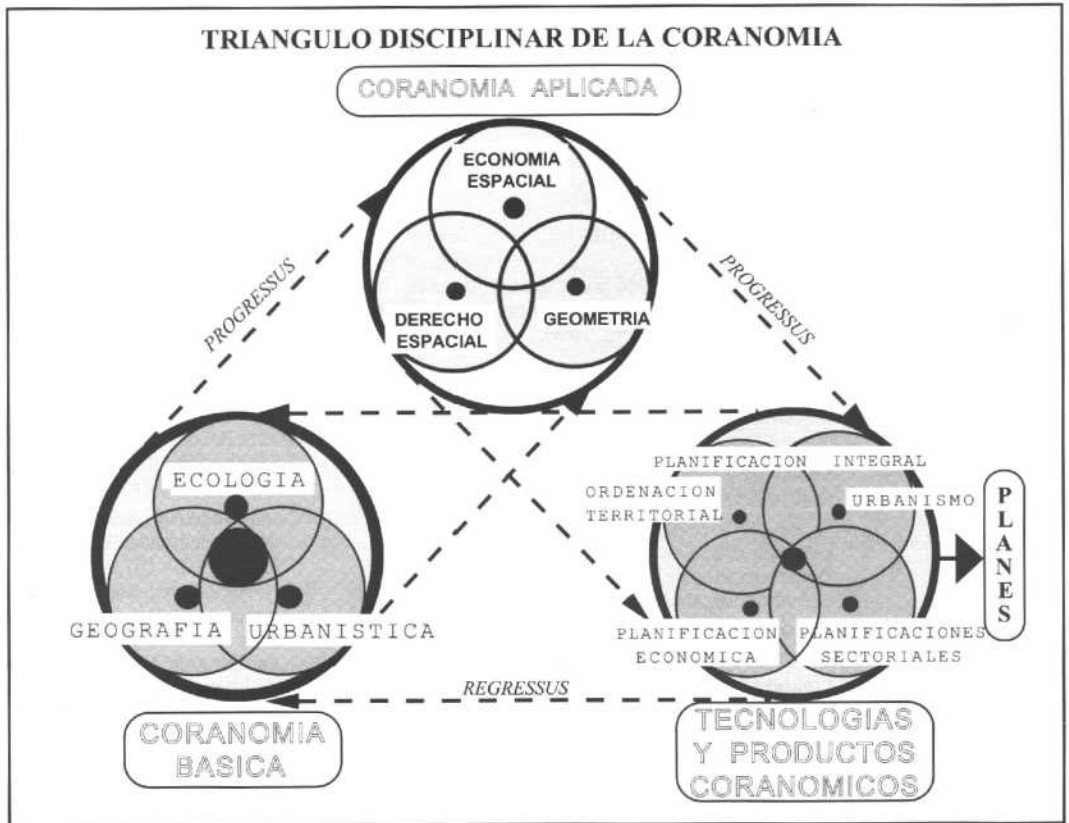 TRIANGULO DISCIPLINAR DE LA CORANOMIA
CORANOMIA APLICADA
ECONOMIA
ESPACIAL
DERECHO
ESPACIAL
GEOMETRIA
PROGRESSUS
PROGRESSUS
ECOLOGIA
GEOGRAFIA
URBANISTICA
PLANIFICACION INTEGRAL
ORDENACION
TERRITORIAL
URBANISMO
PLANIFICACION
ECONOMICA
PLANIFICACIONES
SECTORIALES
PLANES
REGRESSUS
CORANOMIA
BASICA
TECNOLOGIAS
Y PRODUCTOS
CORANOMICOS